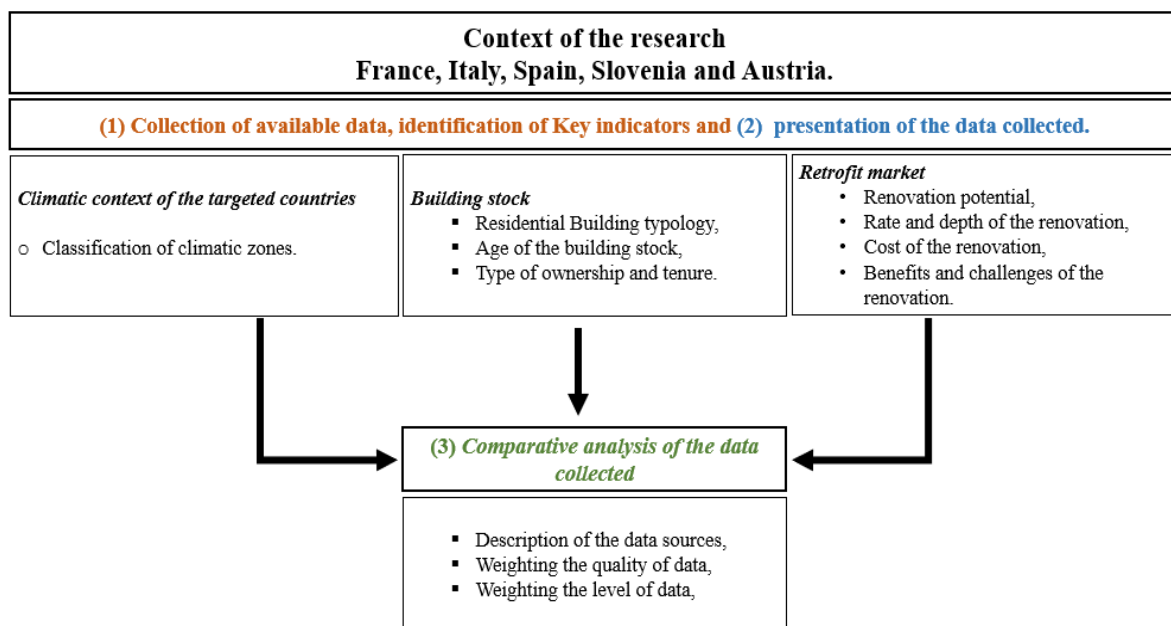 Context of the research
France, Italy, Spain, Slovenia and Austria.
(1) Collection of available data, identification of Key indicators and (2) presentation of the data collected.
Climatic context of the targeted countries
o Classification of climatic zones.
Building stock
▪ Residential Building typology,
▪ Age of the building stock,
▪ Type of ownership and tenure.
Retrofit market
• Renovation potential,
• Rate and depth of the renovation,
• Cost of the renovation,
• Benefits and challenges of the
renovation.
(3) Comparative analysis of the data
collected
▪ Description of the data sources,
▪ Weighting the quality of data,
▪ Weighting the level of data,